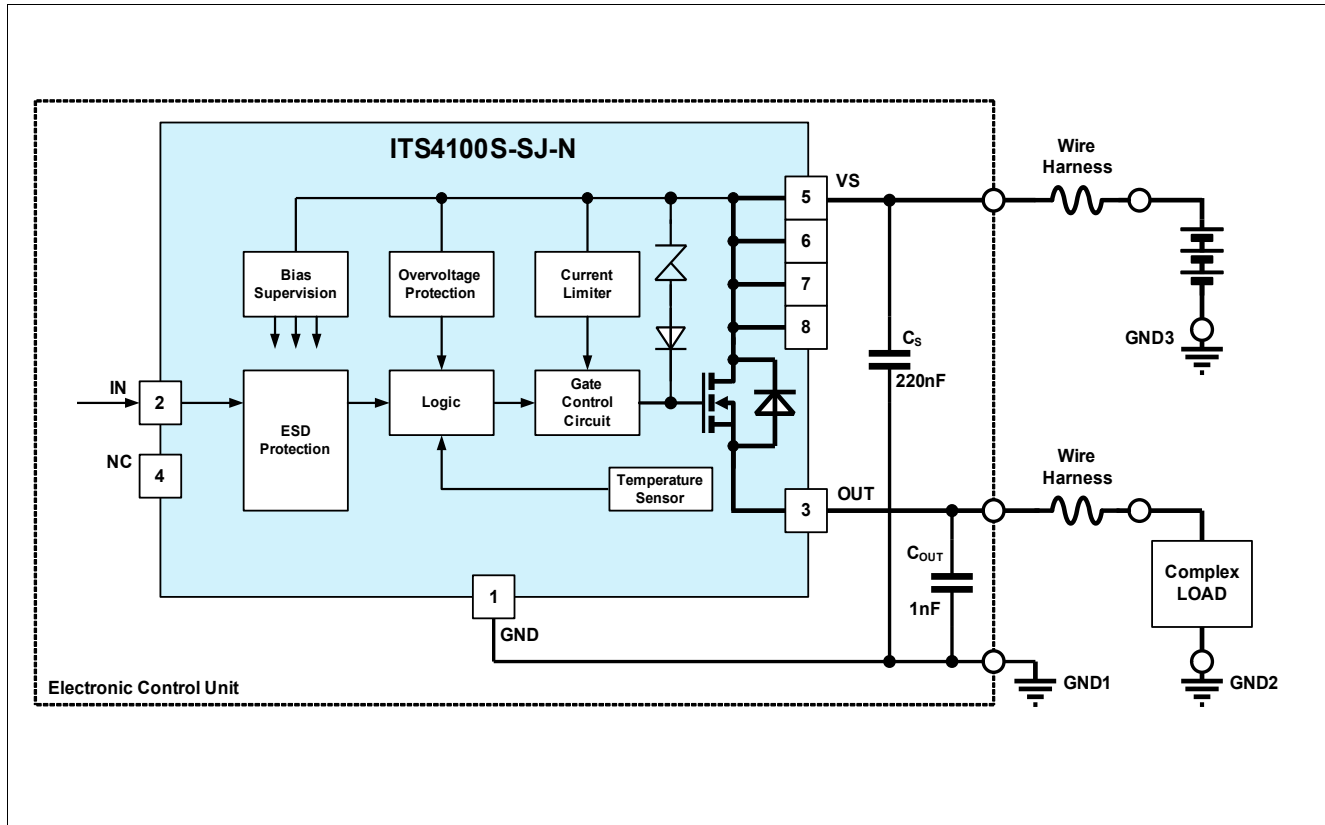 ITS4100S-SJ-N
VS
Wire
Harness
5
6
7
8
Bias
Supervision
Overvoltage
Protection
Current
Limiter
GND3
CS
220nF
IN
2
ESD
Protection
Logic
Gate
Control
Circuit
NC
4
Temperature
Sensor
3
OUT
Wire
Harness
COUT
1nF
Complex
LOAD
1
GND
Electronic Control Unit
GND1
GND2